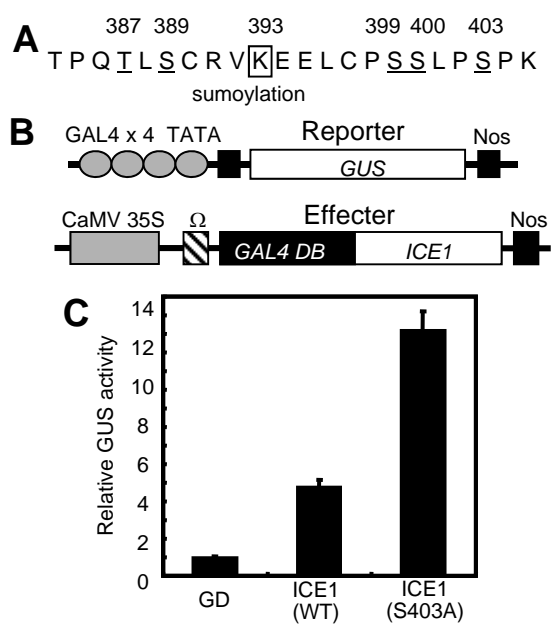 A
387 389 393 399 400 403
T P Q T L S C R V K E E L C P S S L P S P K
sumoylation
B
GAL4 x 4 TATA Reporter Nos
GUS
CaMV 35S Ω Effecter Nos
GAL4 DB ICE1
C
Relative GUS activity
14
12
10
8
6
4
2
0
GD ICE1 ICE1
(WT) (S403A)